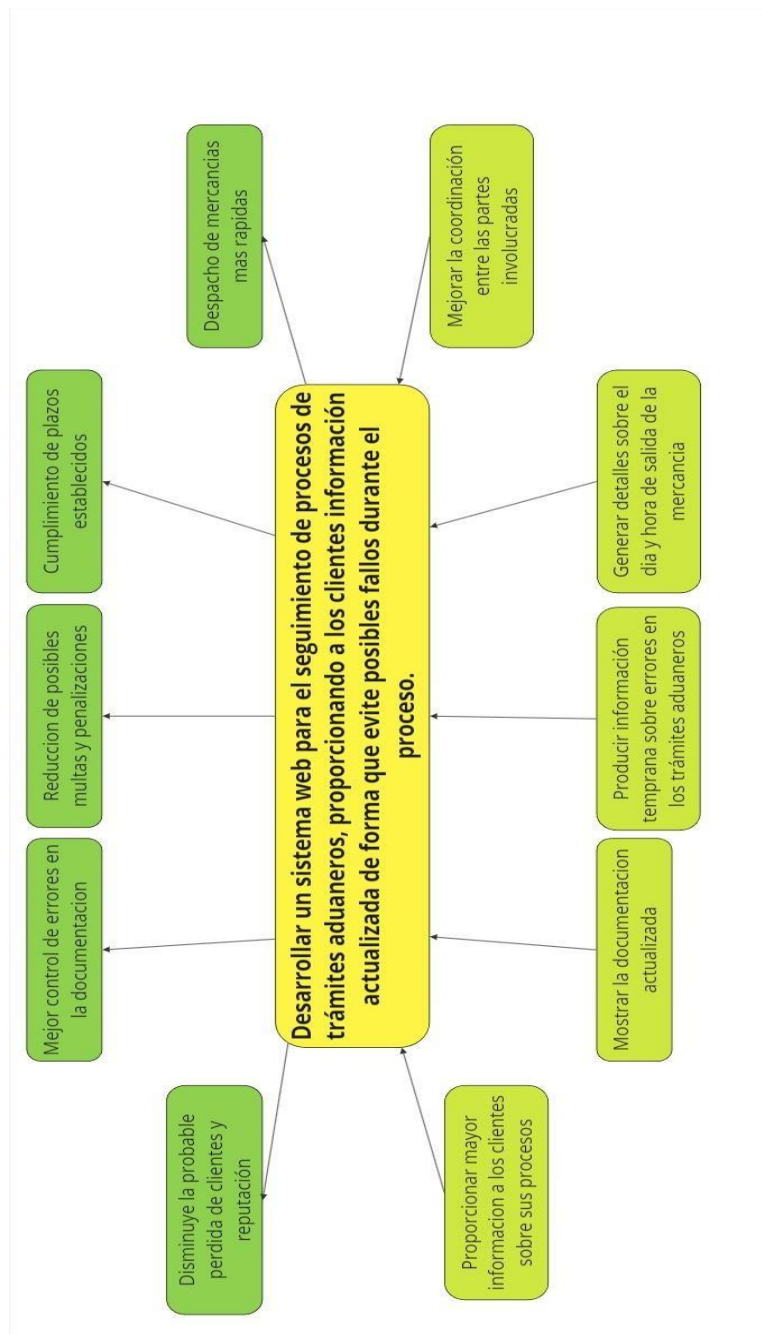 Disminuye la probable
perdida de clientes y
reputación
Mejor control de errores en
la documentacion
Reduccion de posibles
multas y penalizaciones
Cumplimiento de plazos
establecidos
Despacho de mercancias
mas rapidas
Desarrollar un sistema web para el seguimiento de procesos de
trámites aduaneros, proporcionando a los clientes información
actualizada de forma que evite posibles fallos durante el
proceso.
Proporcionar mayor
informacion a los clientes
sobre sus procesos
Mostrar la documentacion
actualizada
Producir información
temprana sobre errores en
los trámites aduaneros
Generar detalles sobre el
dia y hora de salida de la
mercancia
Mejorar la coordinación
entre las partes
involucradas